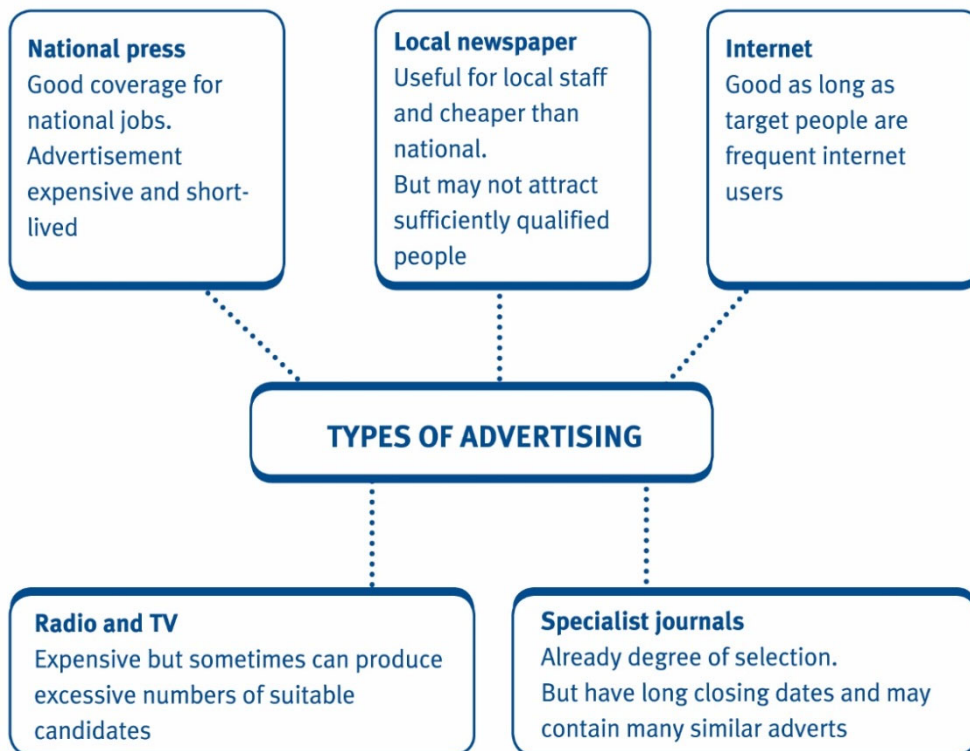 National press
Good coverage for
national jobs.
Advertisement
expensive and short-
lived
Local newspaper
Useful for local staff
and cheaper than
national.
But may not attract
sufficiently qualified
people
Internet
Good as long as
target people are
frequent internet
users
TYPES OF ADVERTISING
Radio and TV
Expensive but sometimes can produce
excessive numbers of suitable
candidates
Specialist journals
Already degree of selection.
But have long closing dates and may
contain many similar adverts